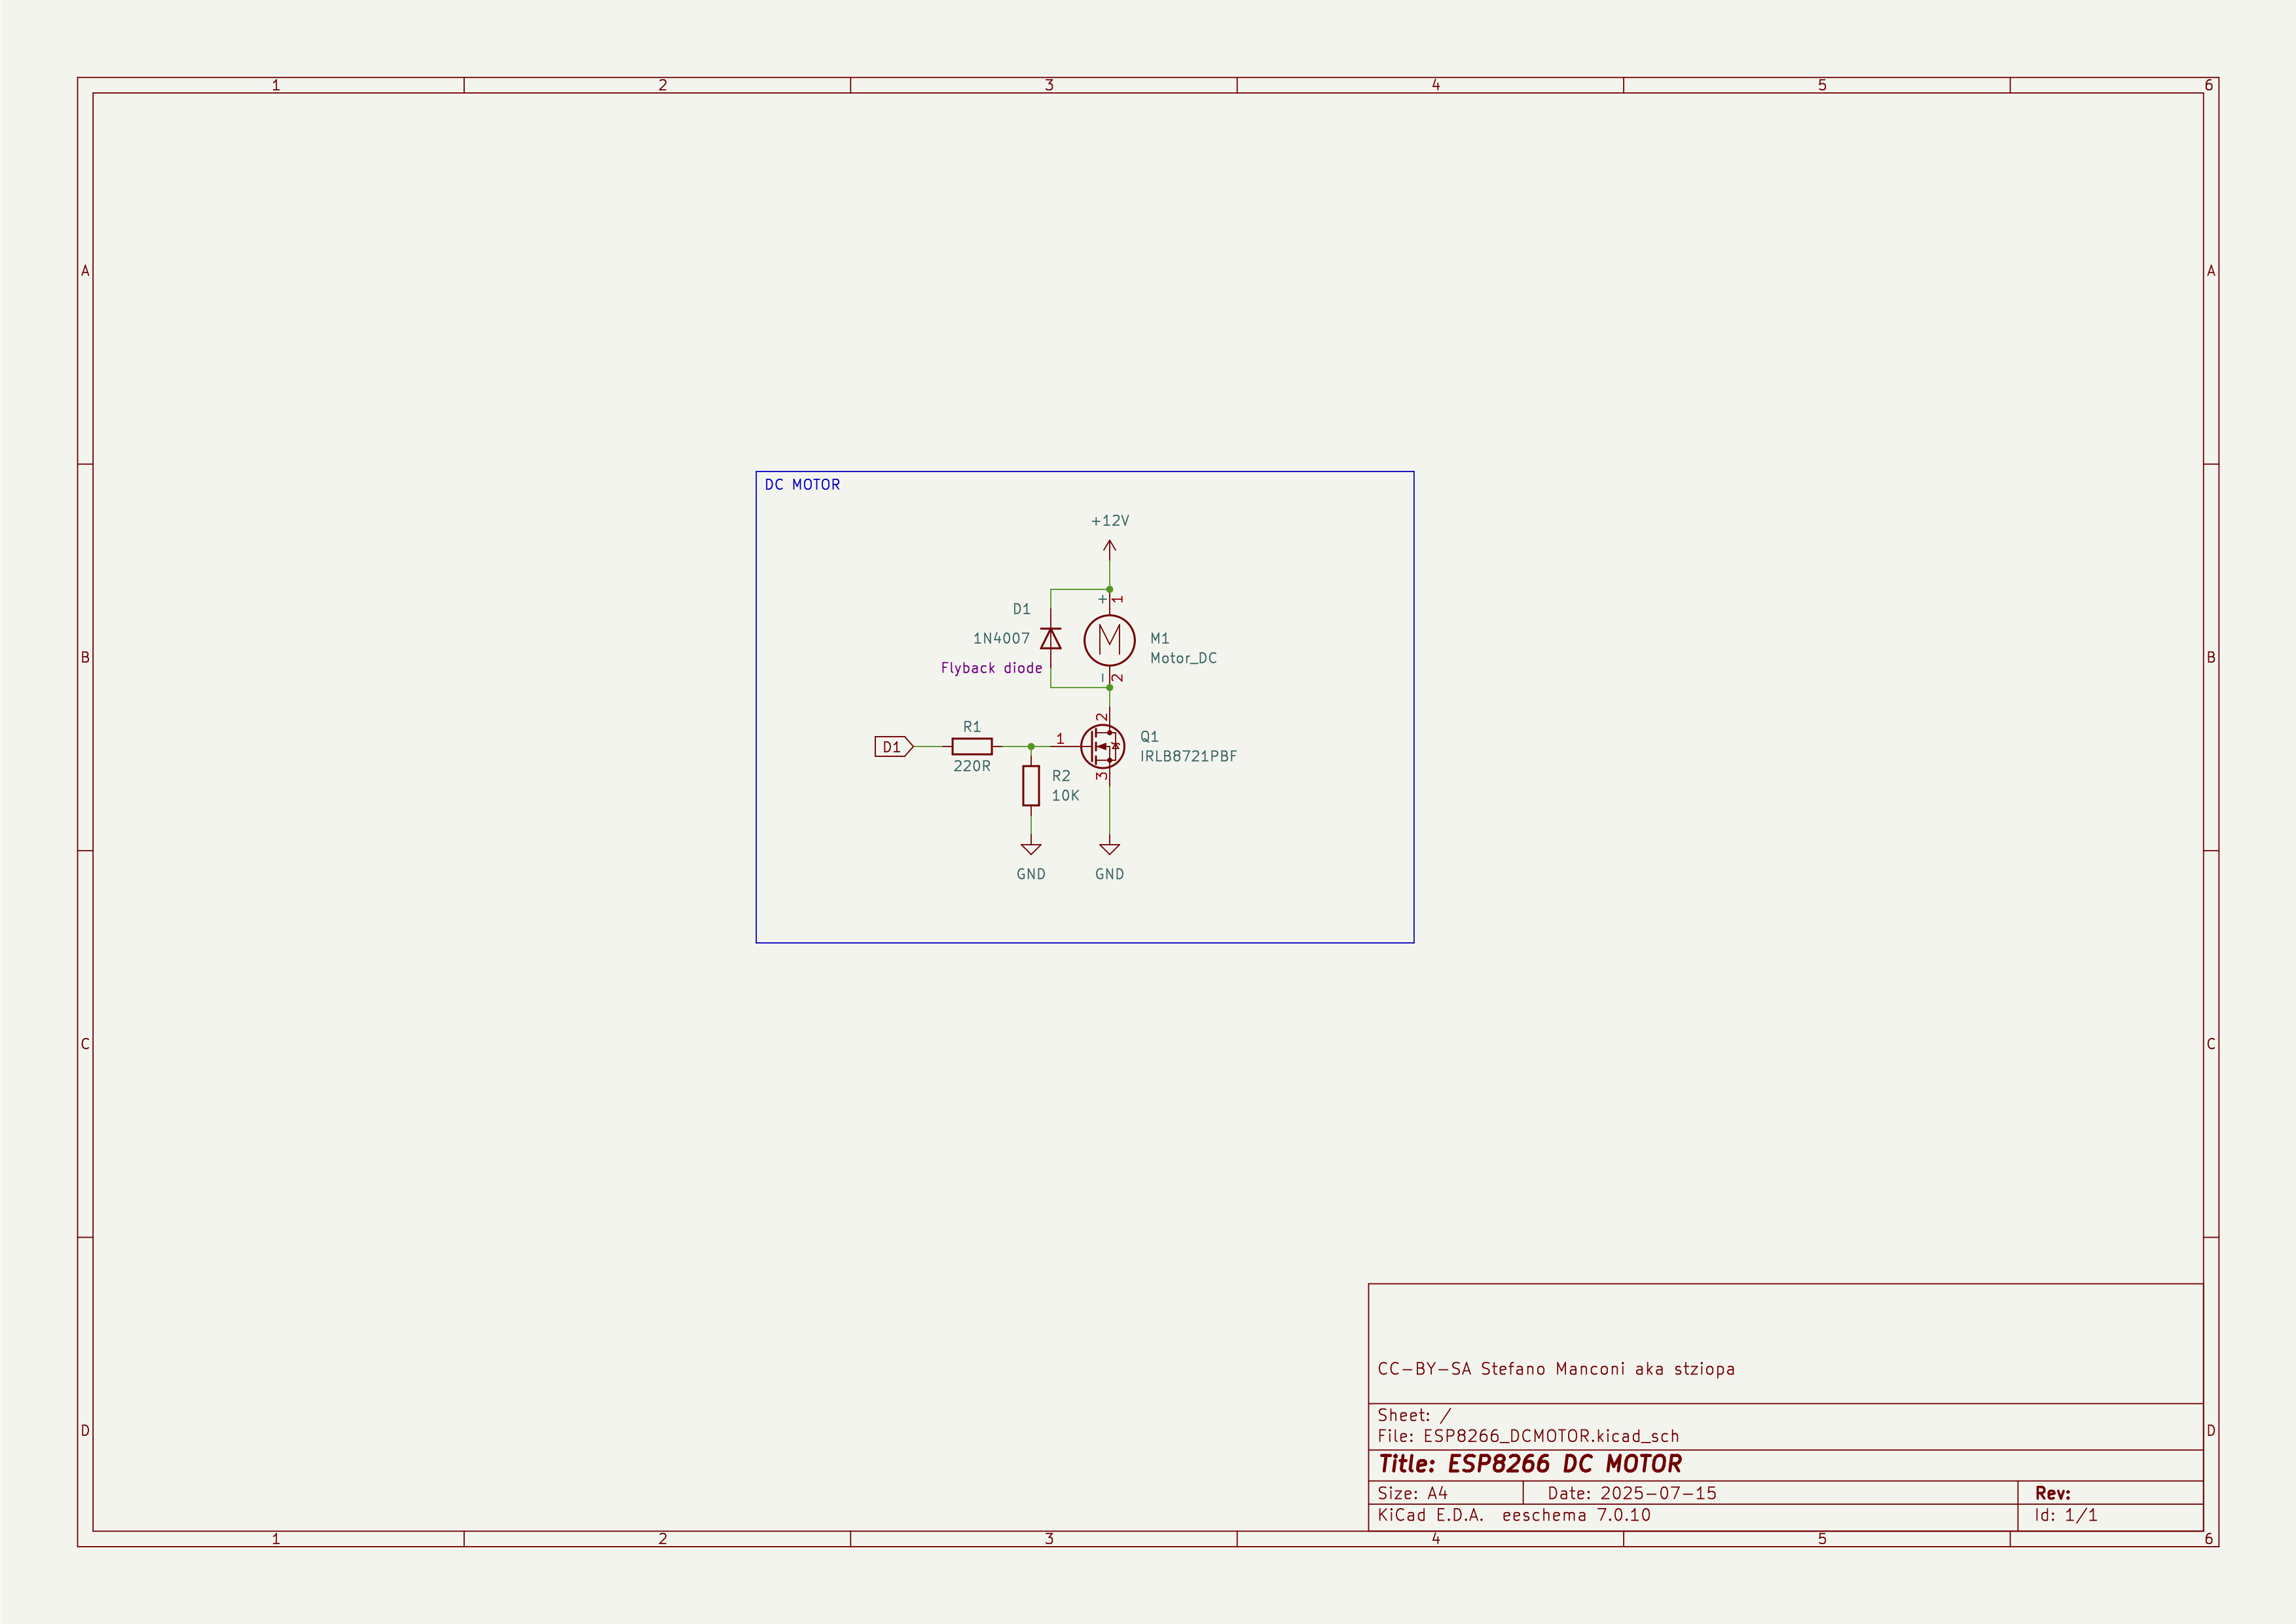 1 2 3 4 5 6
A A
DC MOTOR
+12V
+ 1
D1
1N4007
M1
Motor_DC
Flyback diode
- 2
B B
2
R1
D1
1
Q1
220R
IRLB8721PBF
3
R2
10K
GND GND
C C
CC-BY-SA Stefano Manconi aka stziopa
Sheet: /
File: ESP8266_DCMOTOR.kicad_sch
D D
Title: ESP8266 DC MOTOR
Size: A4 Date: 2025-07-15 Rev:
KiCad E.D.A. eeschema 7.0.10 Id: 1/1
1 2 3 4 5 6